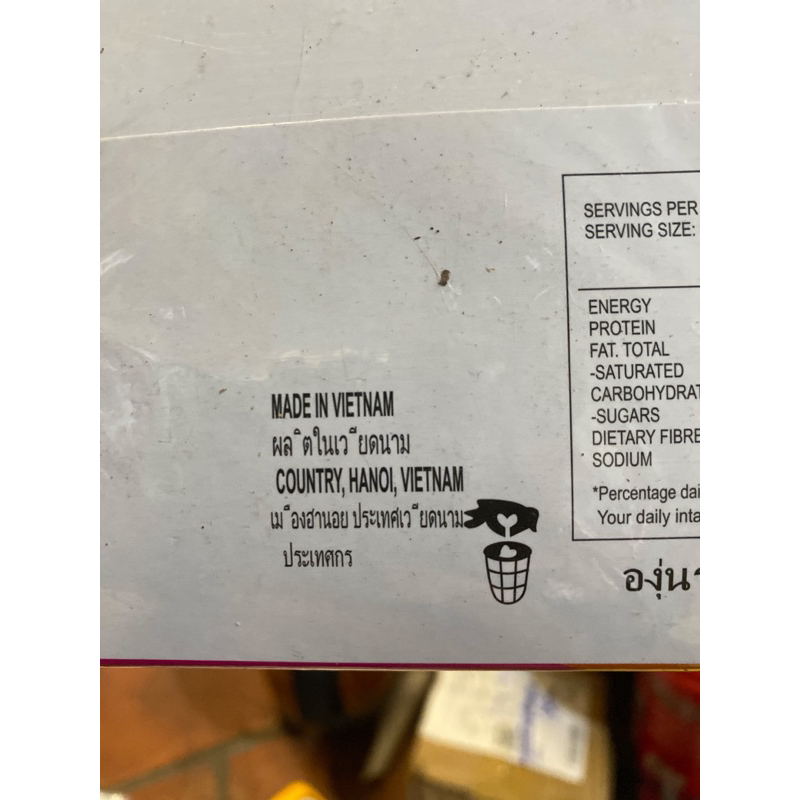 MADE IN VIETNAM
ผล ิตในเว ียดนาม
COUNTRY, HANOI, VIETNAM
เม ืองฮานอย ประเทศเว ียดนาม
ประเทศกร
SERVINGS PER
SERVING SIZE:
ENERGY
PROTEIN
FAT. TOTAL
-SATURATED
CARBOHYDRAT
-SUGARS
DIETARY FIBRE
SODIUM
*Percentage dai
Your daily inta
องุ่น